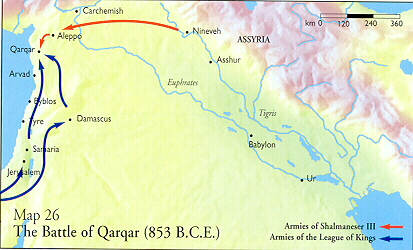 Carchemish
km 0 120 240 360
Nineveh
Aleppo
ASSYRIA
Qarqar
Asshur
Arvad
Euphrates
Byblos
Tigris
Tyre
Damascus
Babylon
Samaria
Jerusalem
Ur
Map 26
The Battle of Qarqar (853 B.C.E.)
Armies of Shalmaneser III
Armies of the League of Kings